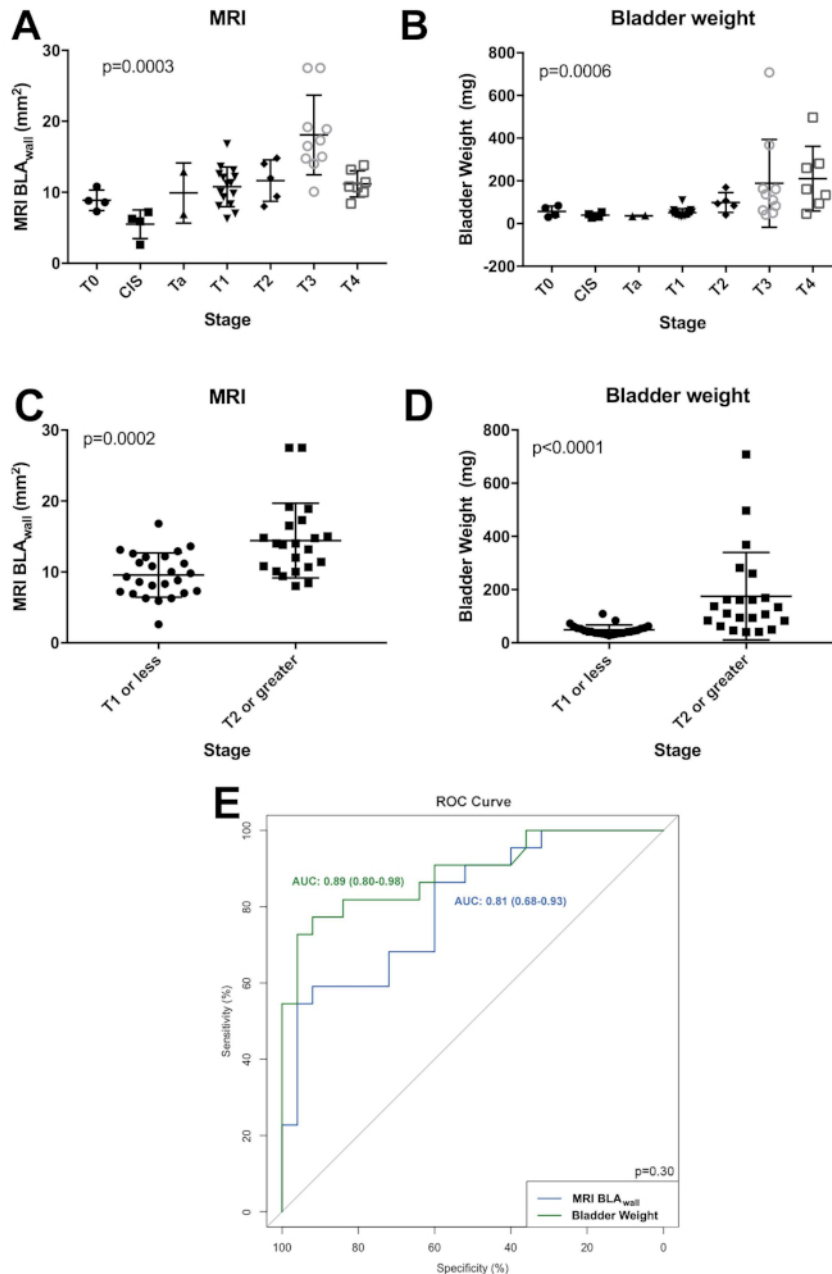 A
MRI
p=0.0003
MRI BLAwall (mm²)
30
20
10
0
T0 CIS Ta T1 T2 T3 T4
Stage
B
Bladder weight
p=0.0006
Bladder Weight (mg)
800
600
400
200
0
-200
T0 CIS Ta T1 T2 T3 T4
Stage
C
MRI
p=0.0002
MRI BLAwall (mm²)
30
20
10
0
T1 or less T2 or greater
Stage
D
Bladder weight
p<0.0001
Bladder Weight (mg)
800
600
400
200
0
T1 or less T2 or greater
Stage
E
ROC Curve
Sensitivity (%)
100
80
60
40
20
0
AUC: 0.89 (0.80-0.98)
AUC: 0.81 (0.68-0.93)
p=0.30
MRI BLAwall
Bladder Weight
100 80 60 40 20 0
Specificity (%)